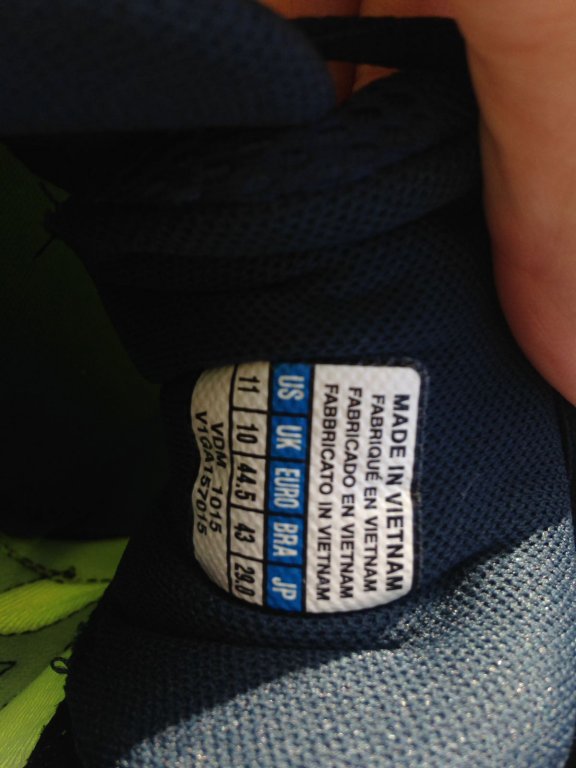 MADE IN VIETNAM
FABRIQUÉ EN VIETNAM
FABRICADO EN VIETNAM
FABBRICATO IN VIETNAM
US UK EURO BRA JP
11 10 44.5 43 29.0
VDM 1015
V1GA157015